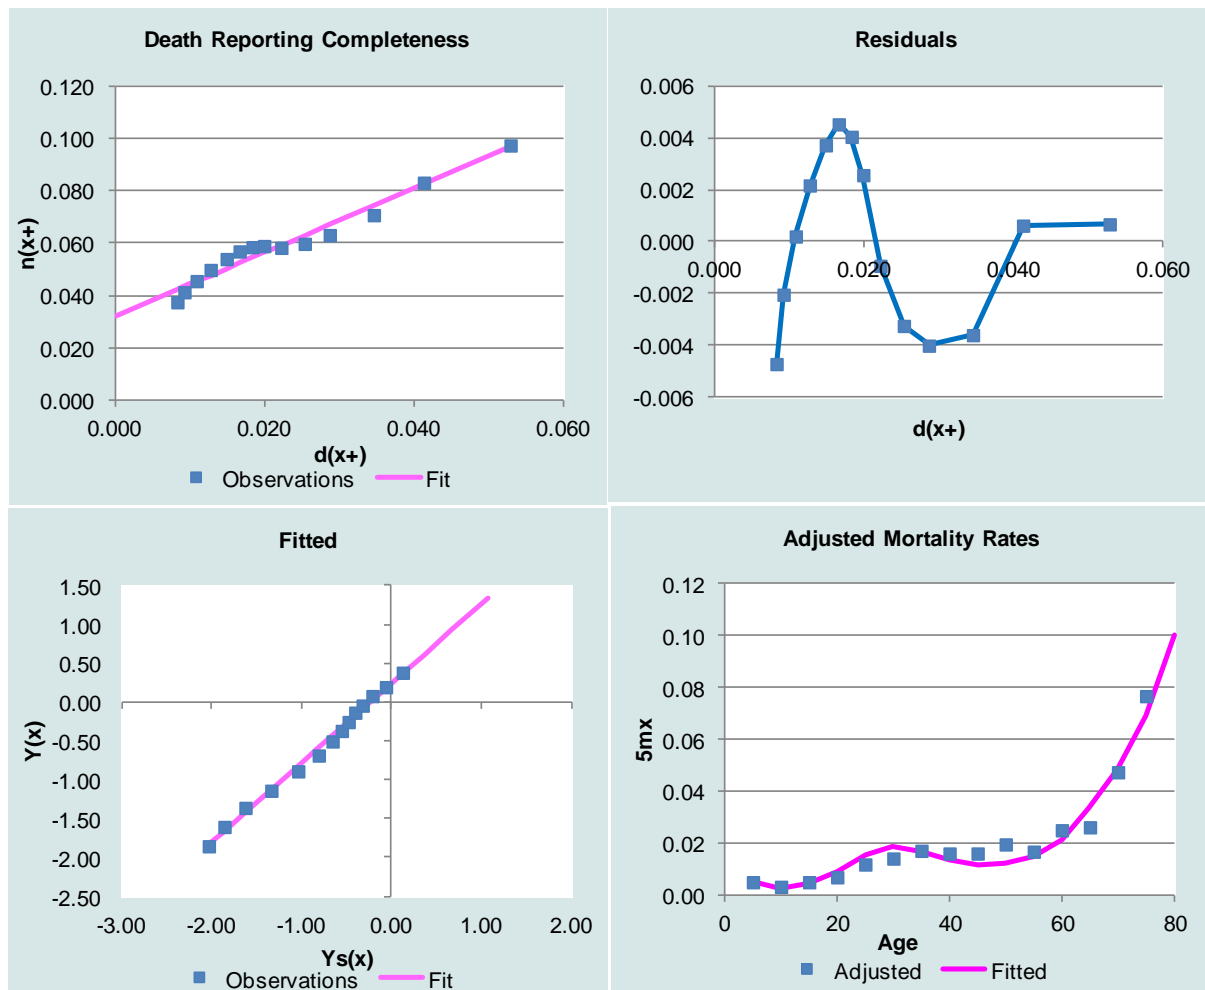 Death Reporting Completeness
0.120
0.100
0.080
0.060
0.040
0.020
0.000
n(x+)
0.000 0.020 0.040 0.060
d(x+)
Observations Fit
Residuals
0.006
0.004
0.002
0.000
-0.002
-0.004
-0.006
0.000 0.020 0.040 0.060
d(x+)
Fitted
1.50
1.00
0.50
0.00
-0.50
-1.00
-1.50
-2.00
-2.50
Y(x)
-3.00 -2.00 -1.00 0.00 1.00 2.00
Ys(x)
Observations Fit
Adjusted Mortality Rates
0.12
0.10
0.08
0.06
0.04
0.02
0.00
5mx
0 20 40 60 80
Age
Adjusted Fitted